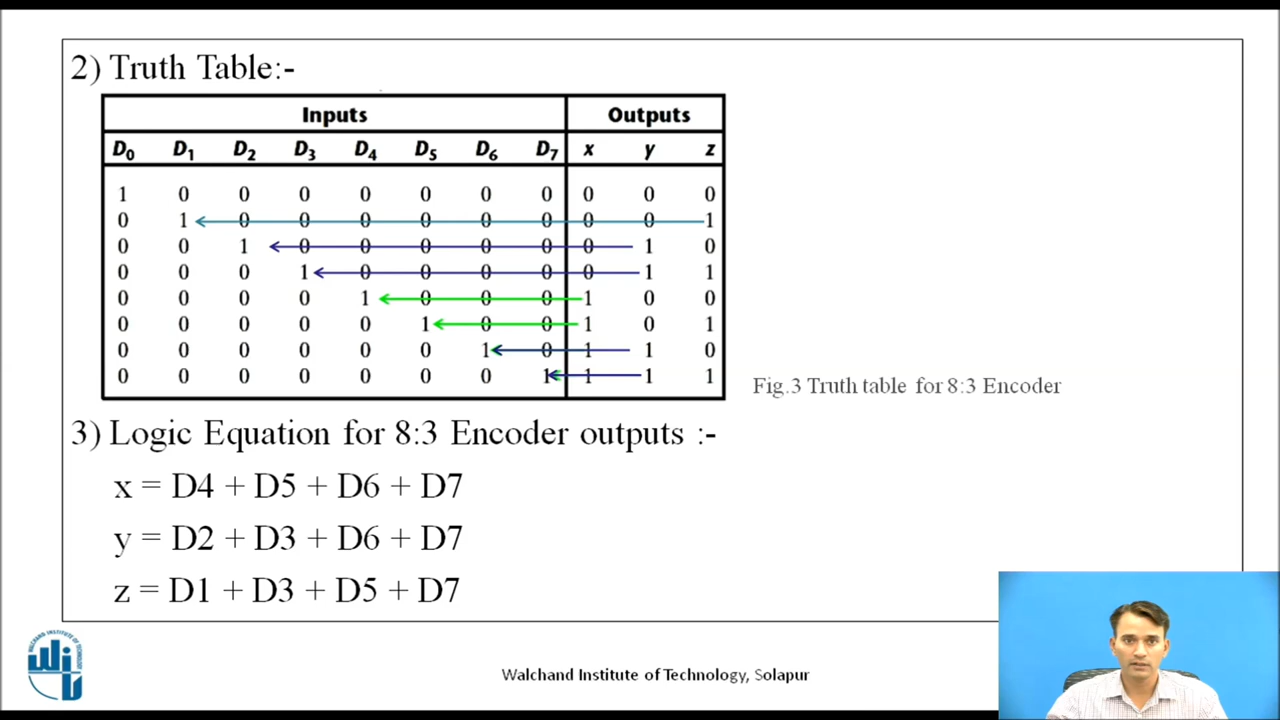 2) Truth Table:-
Inputs Outputs
D0 D1 D2 D3 D4 D5 D6 D7 x y z
1 0 0 0 0 0 0 0 0 0 0
0 1 0 0 0 0 0 0 0 0 1
0 0 1 0 0 0 0 0 0 1 0
0 0 0 1 0 0 0 0 0 1 1
0 0 0 0 1 0 0 0 1 0 0
0 0 0 0 0 1 0 0 1 0 1
0 0 0 0 0 0 1 0 1 1 0
0 0 0 0 0 0 0 1 1 1 1
Fig.3 Truth table for 8:3 Encoder
3) Logic Equation for 8:3 Encoder outputs :-
x = D4 + D5 + D6 + D7
y = D2 + D3 + D6 + D7
z = D1 + D3 + D5 + D7
WALCHAND INSTITUTE OF TECHNOLOGY
WIT
Walchand Institute of Technology, Solapur